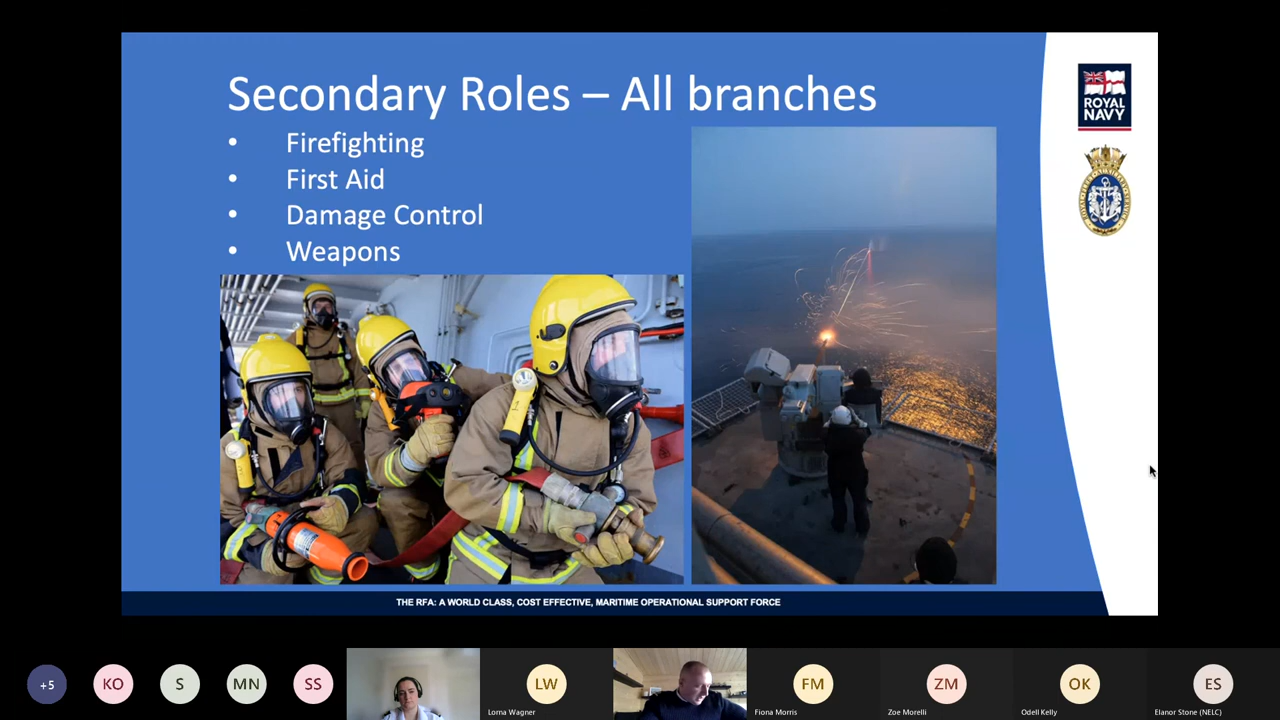 Secondary Roles – All branches
• Firefighting
• First Aid
• Damage Control
• Weapons
ROYAL
NAVY
THE RFA: A WORLD CLASS, COST EFFECTIVE, MARITIME OPERATIONAL SUPPORT FORCE
+5
KO
S
MN
SS
LW
Lorna Wagner
FM
Fiona Morris
ZM
Zoe Morelli
OK
Odell Kelly
ES
Elanor Stone (NELC)